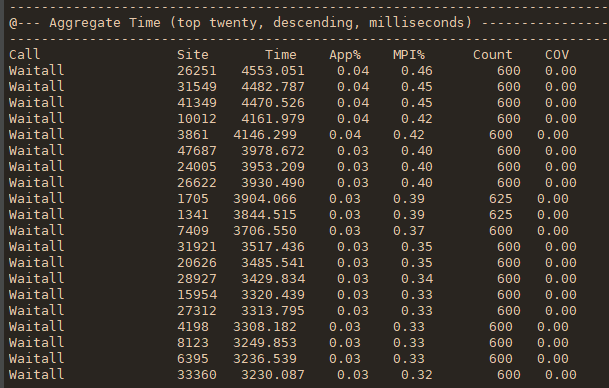 ---------------------------------------------------------------------------
@--- Aggregate Time (top twenty, descending, milliseconds) ----------------
---------------------------------------------------------------------------
Call                 Site      Time    App%    MPI%      Count    COV
Waitall              26251   4553.051    0.04    0.46        600   0.00
Waitall              31549   4482.787    0.04    0.45        600   0.00
Waitall              41349   4470.526    0.04    0.45        600   0.00
Waitall              10012   4161.979    0.04    0.42        600   0.00
Waitall              3861   4146.299    0.04    0.42        600   0.00
Waitall              47687   3978.672    0.03    0.40        600   0.00
Waitall              24005   3953.209    0.03    0.40        600   0.00
Waitall              26622   3930.490    0.03    0.40        600   0.00
Waitall              1705   3904.066    0.03    0.39        625   0.00
Waitall              1341   3844.515    0.03    0.39        625   0.00
Waitall              7409   3706.550    0.03    0.37        600   0.00
Waitall              31921   3517.436    0.03    0.35        600   0.00
Waitall              20626   3485.541    0.03    0.35        600   0.00
Waitall              28927   3429.834    0.03    0.34        600   0.00
Waitall              15954   3320.439    0.03    0.33        600   0.00
Waitall              27312   3313.795    0.03    0.33        600   0.00
Waitall              4198   3308.182    0.03    0.33        600   0.00
Waitall              8123   3249.853    0.03    0.33        600   0.00
Waitall              6395   3236.539    0.03    0.33        600   0.00
Waitall              33360   3230.087    0.03    0.32        600   0.00